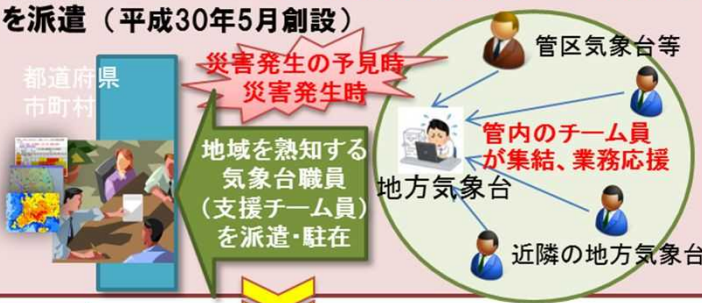 を派遣（平成30年5月創設）
都道府県
市町村
災害発生の予見時
災害発生時
地域を熟知する
気象台職員
（支援チーム員）
を派遣・駐在
管区気象台等
管内のチーム員
が集結、業務応援
地方気象台
近隣の地方気象台